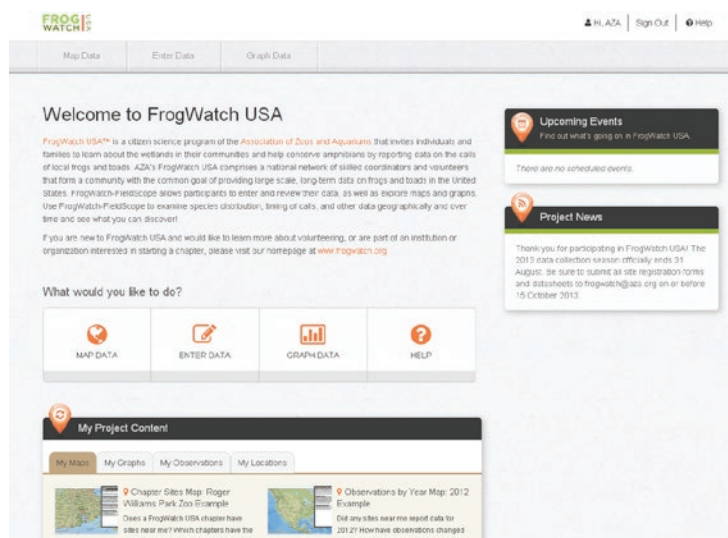 FROG
WATCH
USA
Hi, AZA
Sign Out
Help
Map Data
Enter Data
Graph Data
Welcome to FrogWatch USA
FrogWatch USA™ is a citizen science program of the Association of Zoos and Aquariums that invites individuals and
families to learn about the wetlands in their communities and help conserve amphibians by reporting data on the calls
of local frogs and toads. AZA's FrogWatch USA comprises a national network of skilled coordinators and volunteers
that form a community with the common goal of providing large scale, long-term data on frogs and toads in the United
States. FrogWatch-FieldScope allows participants to enter and review their data, as well as explore maps and graphs.
Use FrogWatch-FieldScope to examine species distribution, timing of calls, and other data geographically and over
time and see what you can discover!
If you are new to FrogWatch USA and would like to learn more about volunteering, or are part of an institution or
organization interested in starting a chapter, please visit our homepage at www.frogwatch.org
What would you like to do?
MAP DATA
ENTER DATA
GRAPH DATA
HELP
My Project Content
My Maps
My Graphs
My Observations
My Locations
Chapter Sites Map: Roger
Williams Park Zoo Example
Does a FrogWatch USA chapter have
sites near me? Which chapters have the
Observations by Year Map: 2012
Example
Did any sites near me report data for
2012? How have observations changed
Upcoming Events
Find out what's going on in FrogWatch USA.
There are no scheduled events.
Project News
Thank you for participating in FrogWatch USA! The
2013 data collection season officially ends 31
August. Be sure to submit all site registration forms
and datasheets to frogwatch@aza.org on or before
15 October 2013.